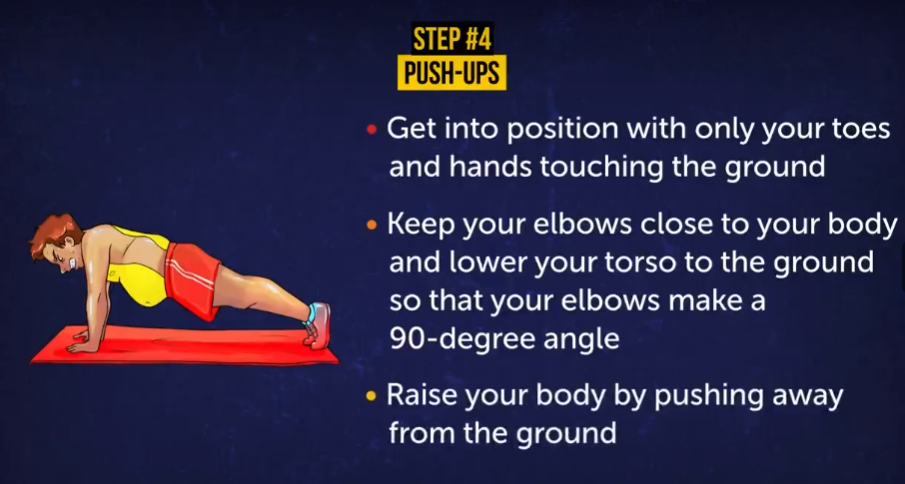 STEP #4
PUSH-UPS
• Get into position with only your toes
and hands touching the ground
• Keep your elbows close to your body
and lower your torso to the ground
so that your elbows make a
90-degree angle
• Raise your body by pushing away
from the ground